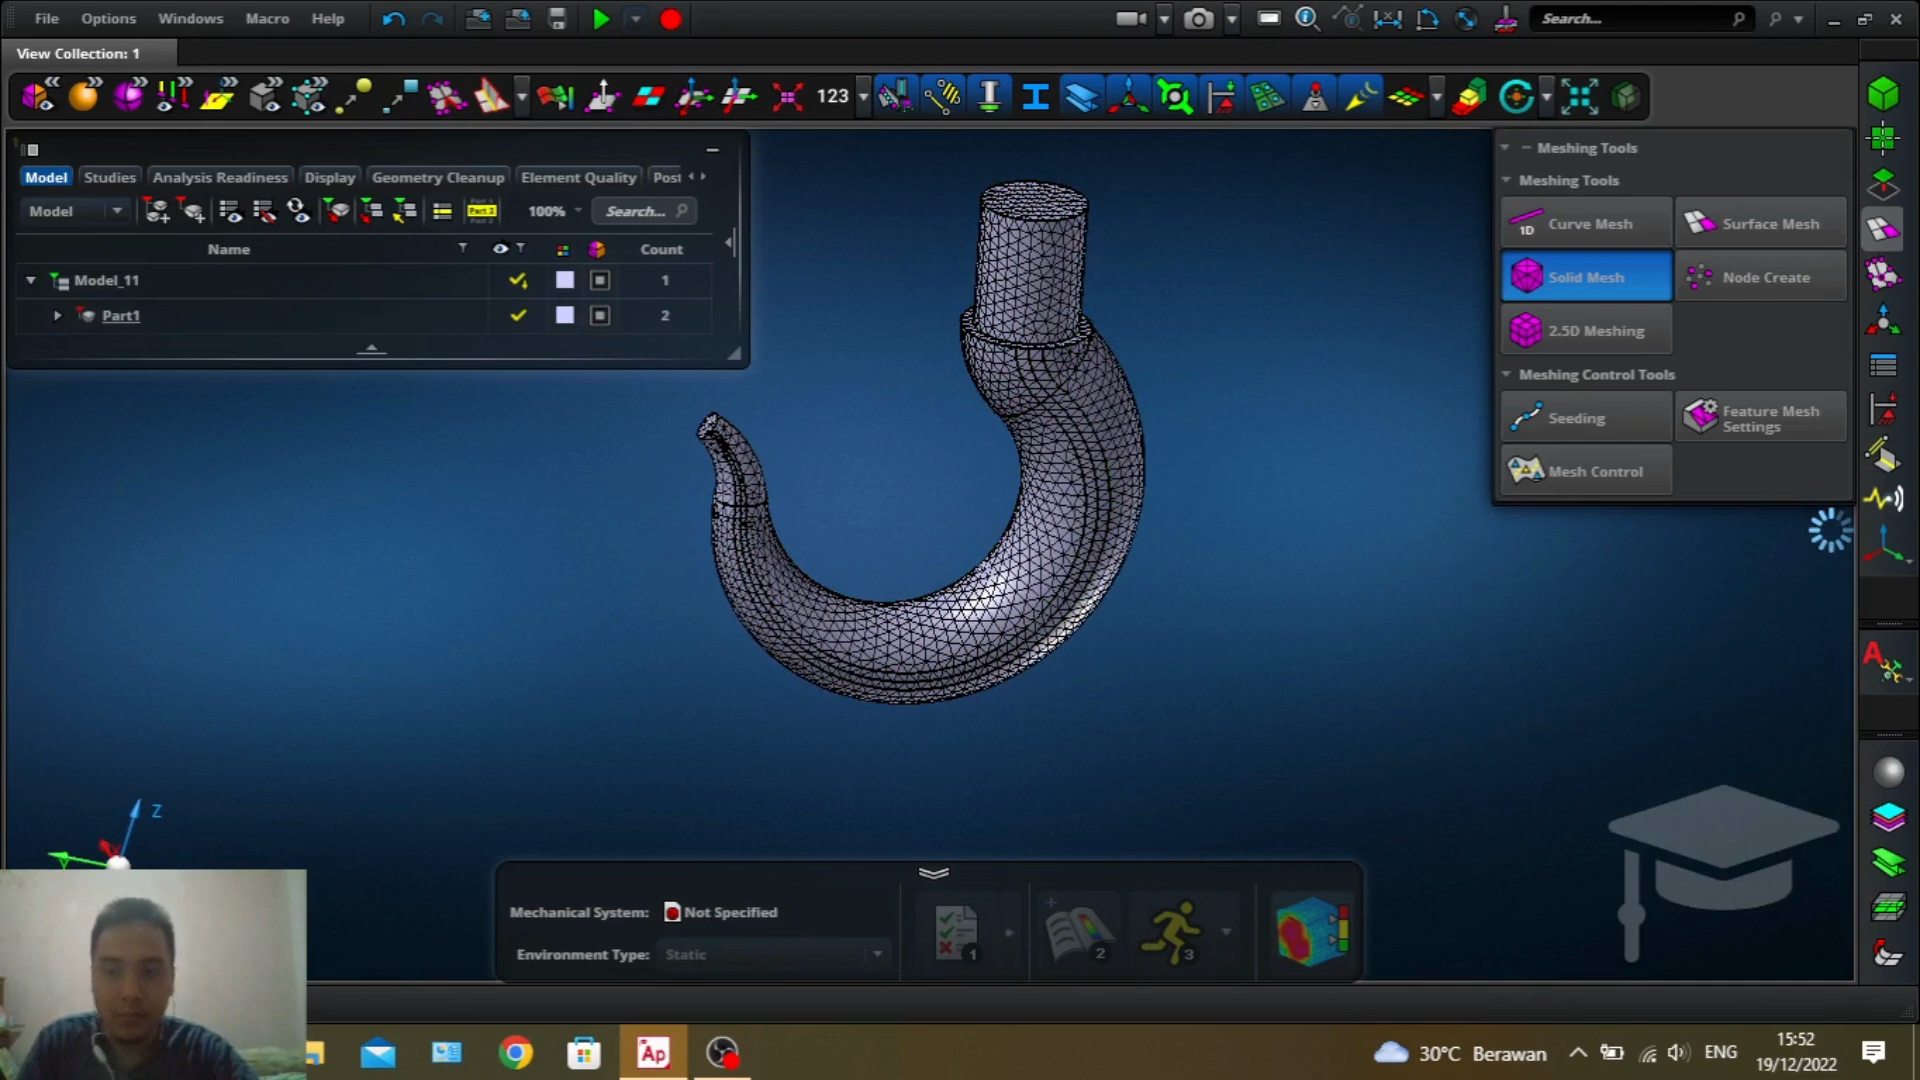 File Options Windows Macro Help
Search...
View Collection: 1
123
Model Studies Analysis Readiness Display Geometry Cleanup Element Quality Post
Model 100% Search...
Name Count
Model_11 1
Part1 2
Meshing Tools
Meshing Tools
1D Curve Mesh Surface Mesh
Solid Mesh Node Create
2.5D Meshing
Meshing Control Tools
Seeding Feature Mesh Settings
Mesh Control
Z
Mechanical System: Not Specified
Environment Type: Static
1 2 3
A
Ap
30°C Berawan ENG
15:52
19/12/2022